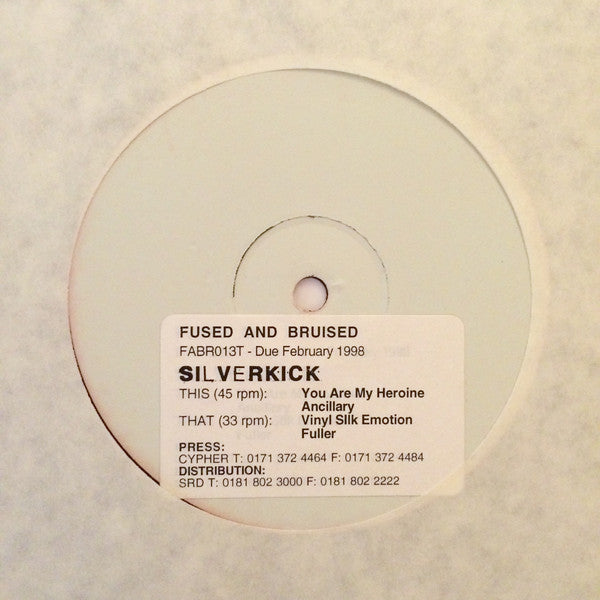 FUSED AND BRUISED
FABR013T - Due February 1998
SILVERKICK
THIS (45 rpm): You Are My Heroine
Ancillary
THAT (33 rpm): Vinyl SIlk Emotion
Fuller
PRESS:
CYPHER T: 0171 372 4464 F: 0171 372 4484
DISTRIBUTION:
SRD T: 0181 802 3000 F: 0181 802 2222